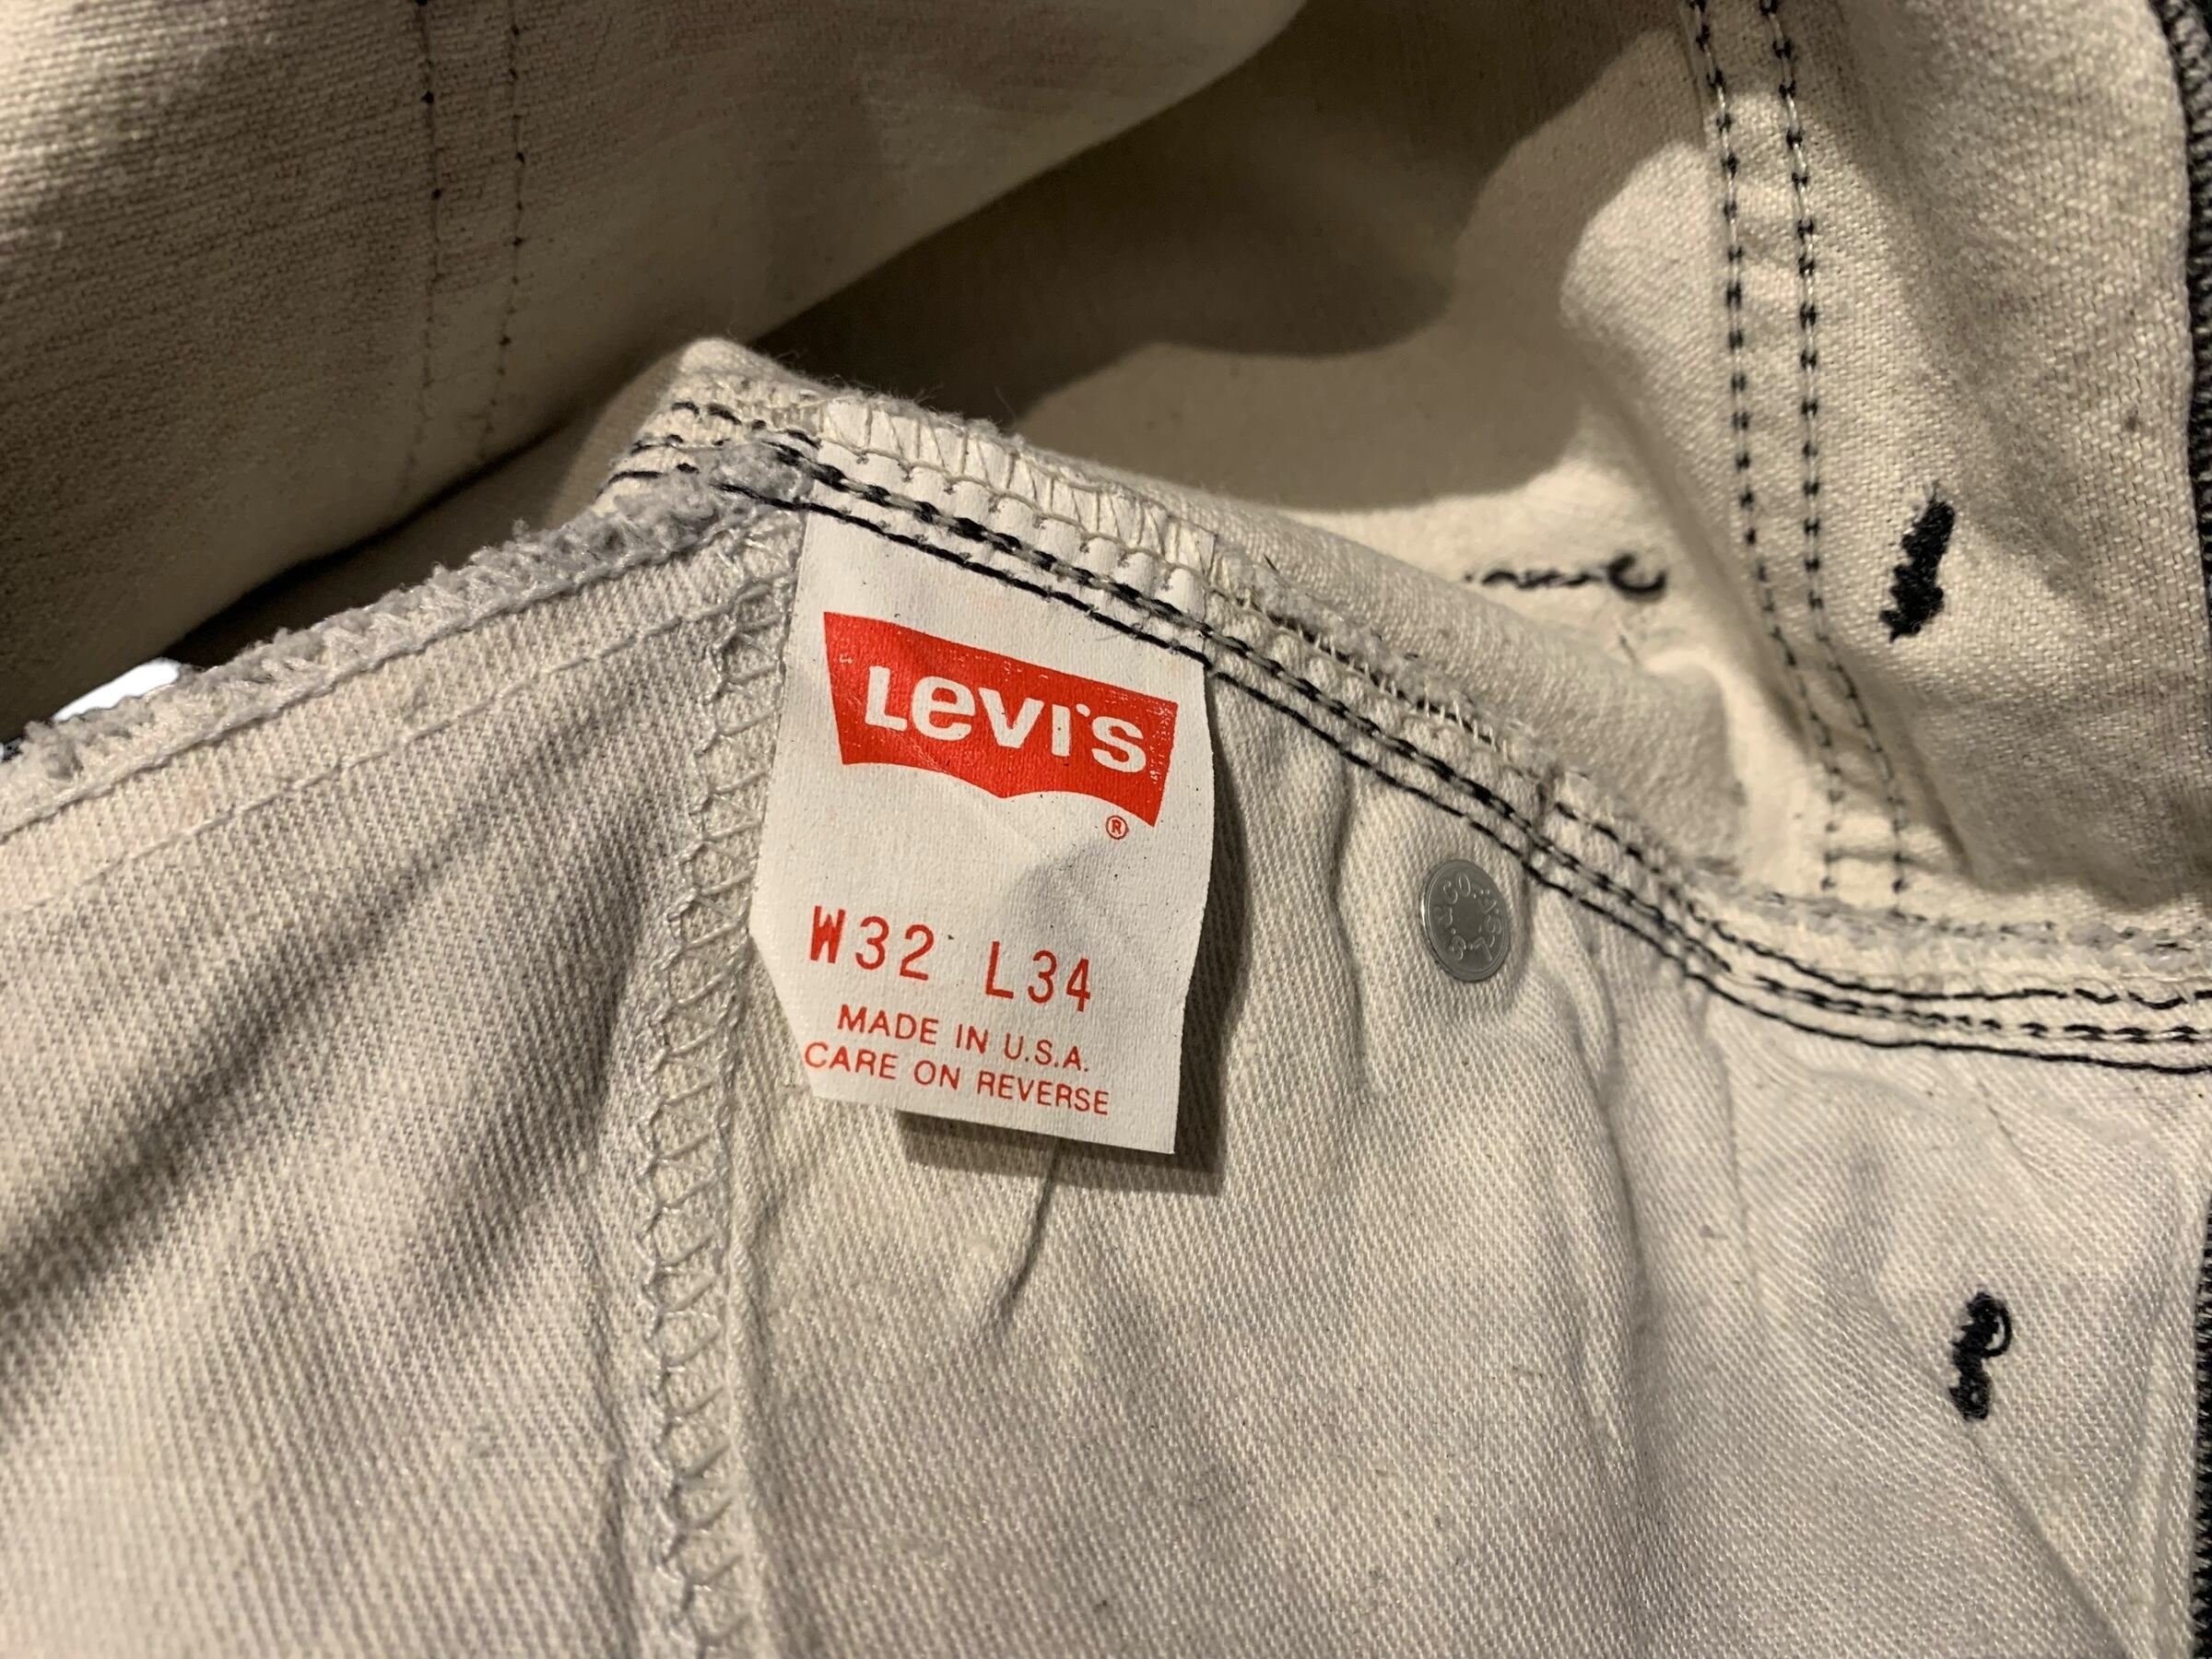 Levi's
®
W32 L34
MADE IN U.S.A.
CARE ON REVERSE